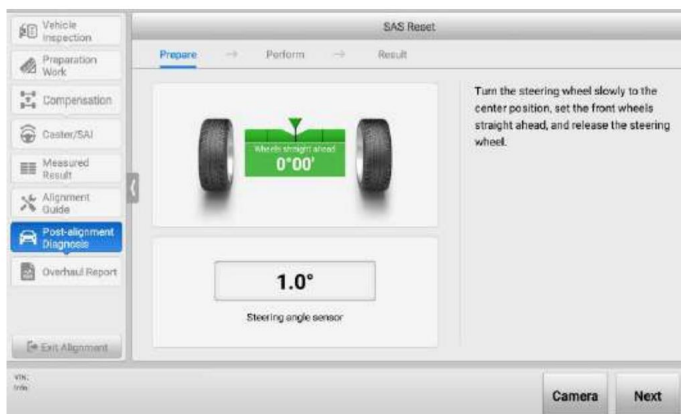 Vehicle
Inspection
Preparation
Work
Compensation
Caster/SAI
Measured
Result
Alignment
Guide
Post-alignment
Diagnosis
Overhaul Report
Exit Alignment
SAS Reset
Prepare
Perform
Result
Wheels straight ahead
0°00'
1.0°
Steering angle sensor
Turn the steering wheel slowly to the
center position, set the front wheels
straight ahead, and release the steering
wheel.
VIN:
Info:
Camera
Next